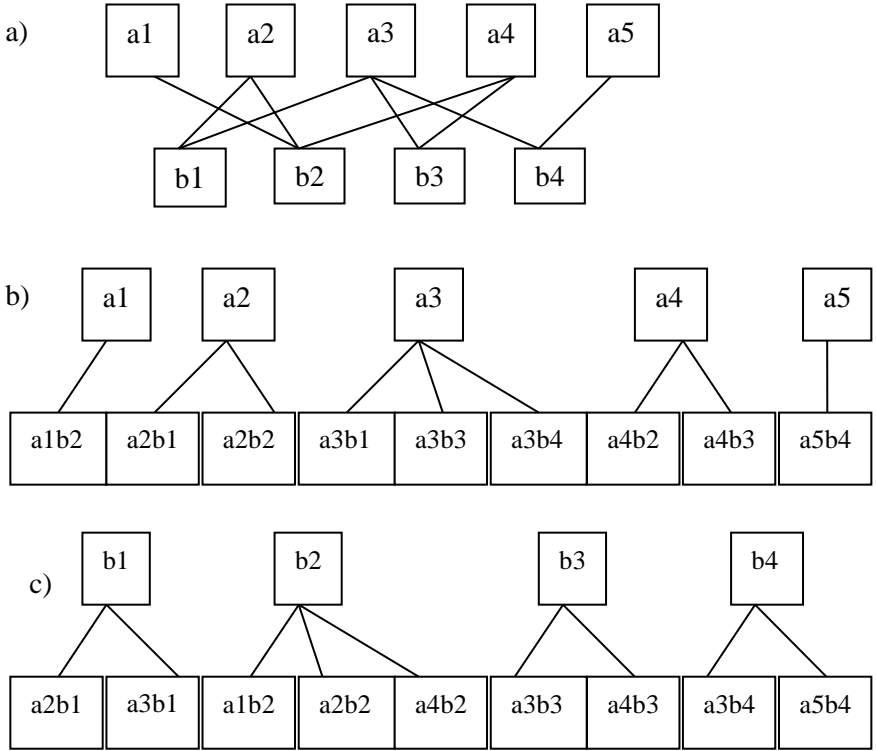 a) a1 a2 a3 a4 a5
b1 b2 b3 b4
b) a1 a2 a3 a4 a5
a1b2 a2b1 a2b2 a3b1 a3b3 a3b4 a4b2 a4b3 a5b4
b1 b2 b3 b4
c)
a2b1 a3b1 a1b2 a2b2 a4b2 a3b3 a4b3 a3b4 a5b4